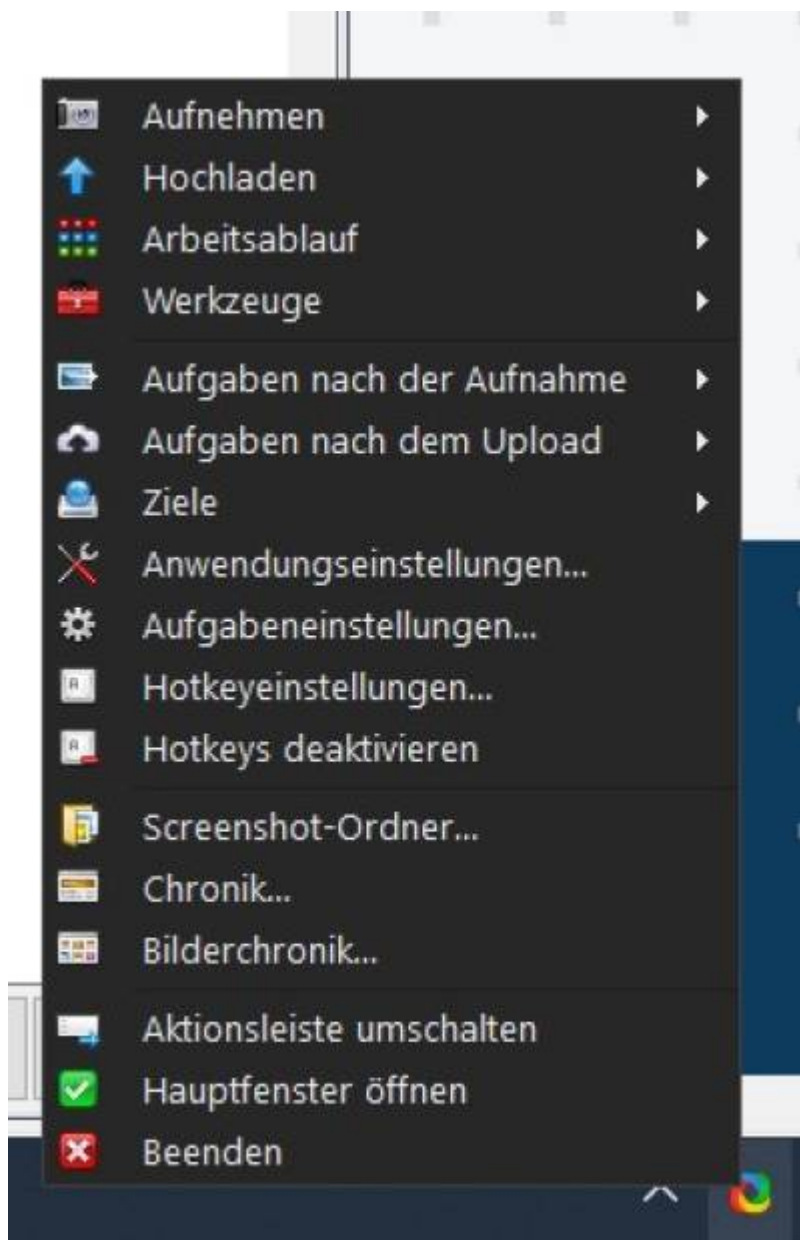 Aufnehmen
Hochladen
Arbeitsablauf
Werkzeuge
Aufgaben nach der Aufnahme
Aufgaben nach dem Upload
Ziele
Anwendungseinstellungen...
Aufgabeneinstellungen...
Hotkeyeinstellungen...
Hotkeys deaktivieren
Screenshot-Ordner...
Chronik...
Bilderchronik...
Aktionsleiste umschalten
Hauptfenster öffnen
Beenden